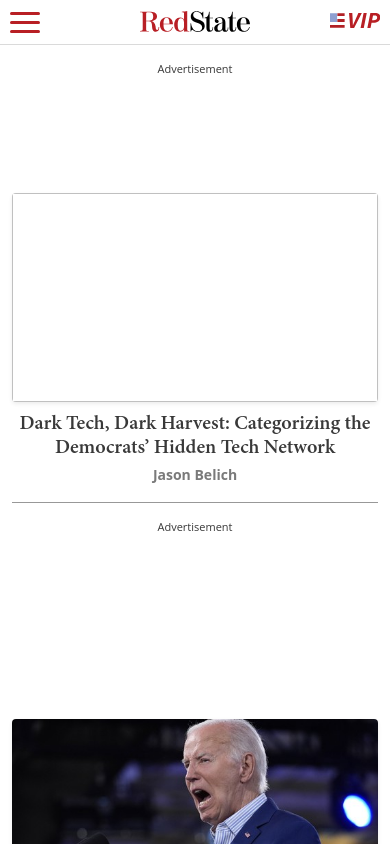 RedState
VIP
Advertisement
Dark Tech, Dark Harvest: Categorizing the
Democrats’ Hidden Tech Network
Jason Belich
Advertisement